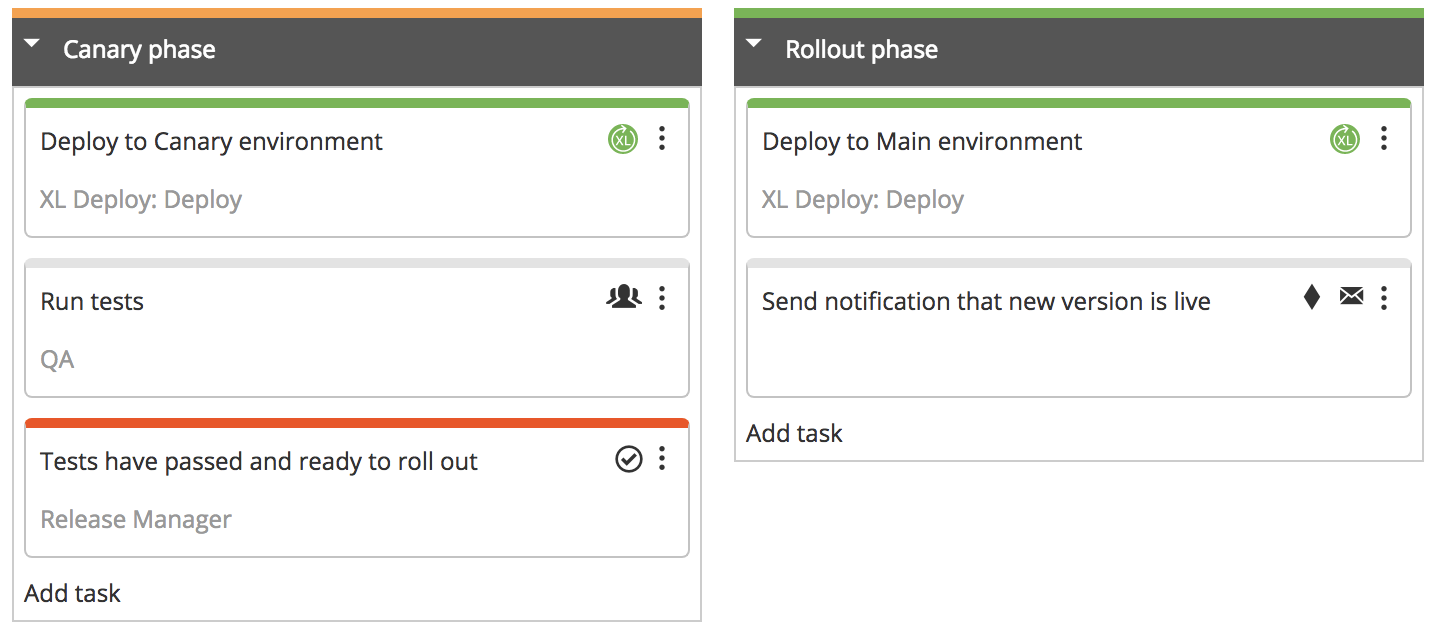 Canary phase
Deploy to Canary environment
XL
XL Deploy: Deploy
Run tests
QA
Tests have passed and ready to roll out
Release Manager
Add task
Rollout phase
Deploy to Main environment
XL
XL Deploy: Deploy
Send notification that new version is live
Add task